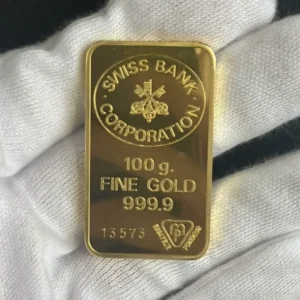 SWISS BANK
CORPORATION
100 g.
FINE GOLD
999.9
13573